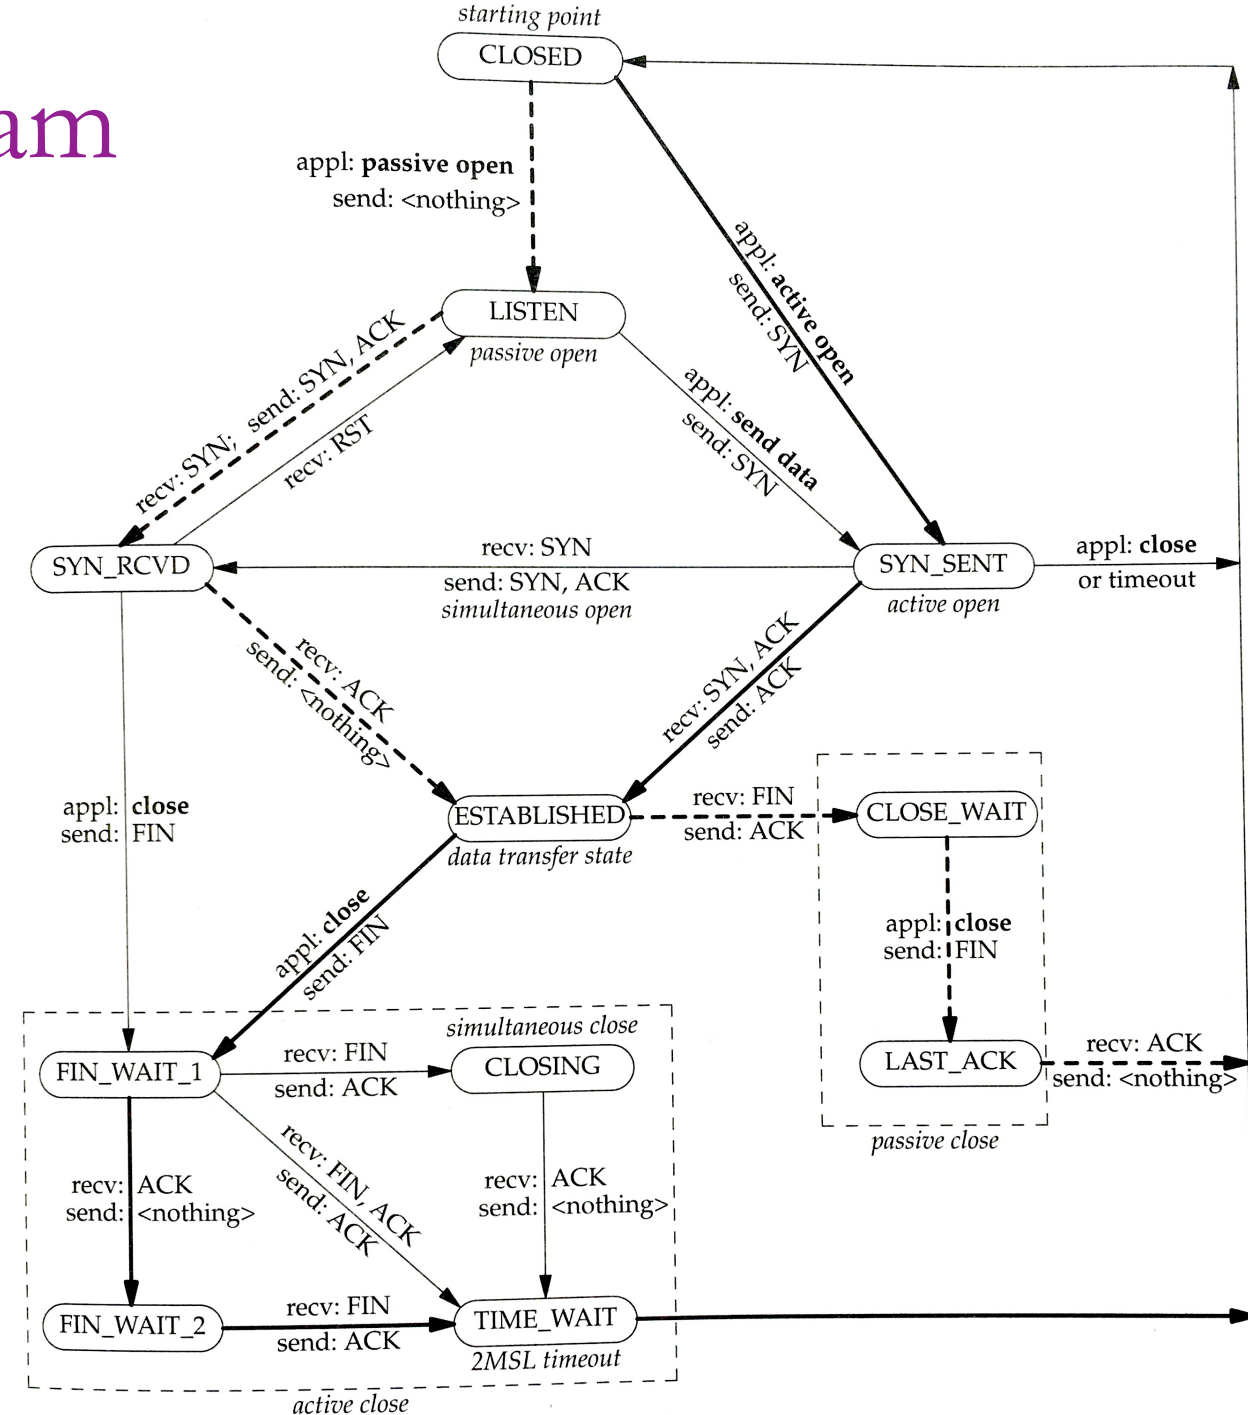 starting point
CLOSED
am
appl: passive open
send: <nothing>
appl: active open
send: SYN
LISTEN
passive open
recv: SYN; send: SYN, ACK
recv: RST
appl: send data
send: SYN
SYN_RCVD
recv: SYN
send: SYN, ACK
simultaneous open
SYN_SENT
active open
appl: close
or timeout
recv: ACK
send: <nothing>
recv: SYN, ACK
send: ACK
appl: close
send: FIN
ESTABLISHED
data transfer state
recv: FIN
send: ACK
CLOSE_WAIT
appl: close
send: FIN
appl: close
send: FIN
LAST_ACK
recv: ACK
send: <nothing>
passive close
simultaneous close
FIN_WAIT_1
recv: FIN
send: ACK
CLOSING
recv: ACK
send: <nothing>
recv: FIN, ACK
send: ACK
recv: ACK
send: <nothing>
FIN_WAIT_2
recv: FIN
send: ACK
TIME_WAIT
2MSL timeout
active close